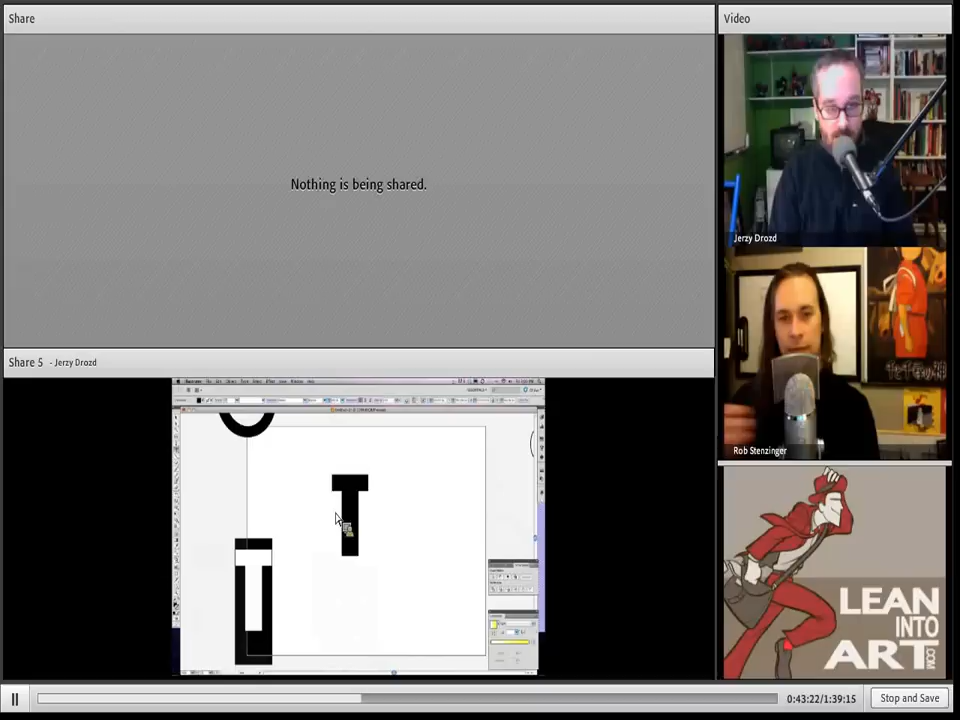 Share
Video
Nothing is being shared.
Jerzy Drozd
Share 5 - Jerzy Drozd
T
T
Rob Stenzinger
LEAN
INTO
ART
.COM
0:43:22/1:39:15
Stop and Save